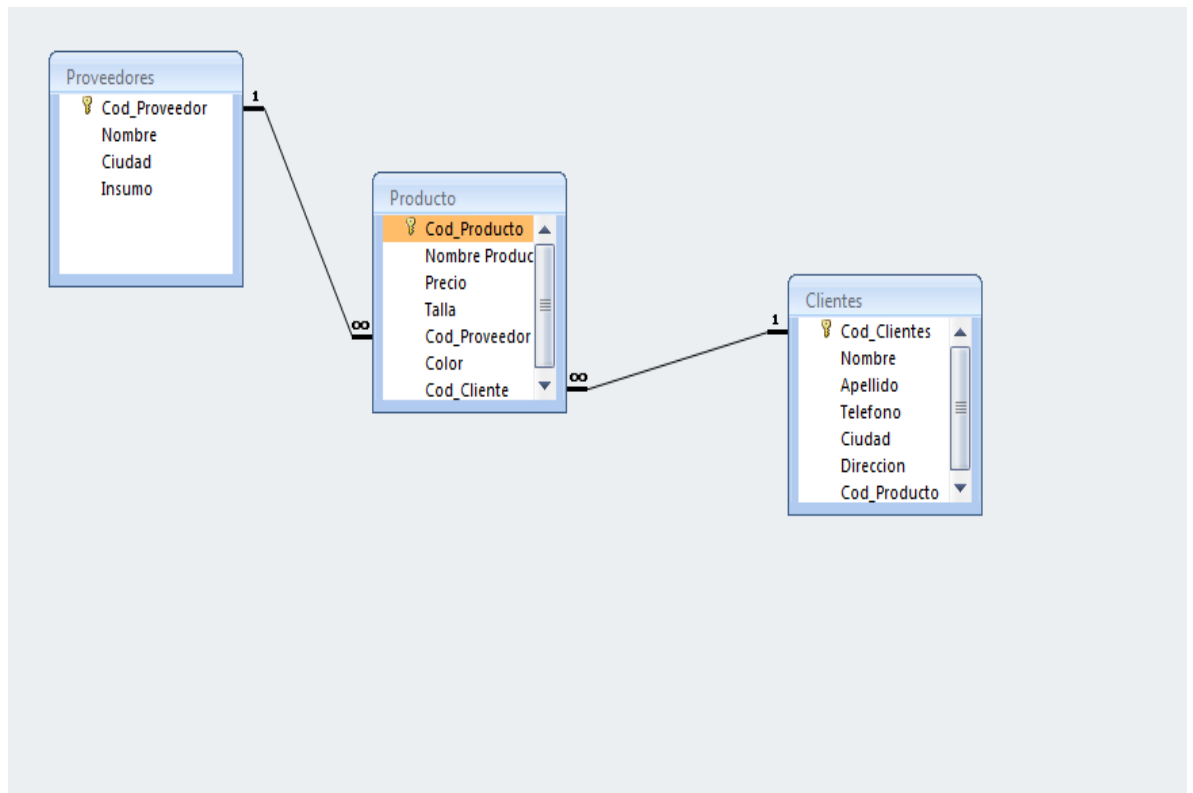 Proveedores
Cod_Proveedor
Nombre
Ciudad
Insumo
1
∞
Producto
Cod_Producto
Nombre Produc
Precio
Talla
Cod_Proveedor
Color
Cod_Cliente
∞
1
Clientes
Cod_Clientes
Nombre
Apellido
Telefono
Ciudad
Direccion
Cod_Producto